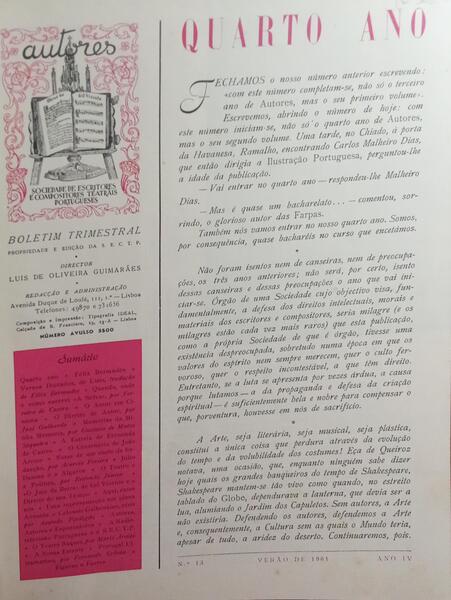 QUARTO ANO
autores
SOCIEDADE DE ESCRITORES
E COMPOSITORES TEATRAIS
PORTUGUESES
BOLETIM TRIMESTRAL
PROPRIEDADE E EDIÇÃO DA S. E. C. T. P.
DIRECTOR
LUIS DE OLIVEIRA GUIMARÃES
REDACÇÃO E ADMINISTRAÇÃO
Avenida Duque de Loulé, 111, 1.º — Lisboa
Telefones: 49870 e 731636
Composição e Impressão: Tipografia IDEAL,
Calçada de S. Francisco, 13, 13-A — Lisboa
NÚMERO AVULSO 5$00
Sumário
FECHAMOS o nosso número anterior escrevendo:
«com este número completam-se, não só o terceiro
ano de Autores, mas o seu primeiro volume».
Escrevemos, abrindo o número de hoje: com
este número iniciam-se, não só o quarto ano de Autores,
mas o seu segundo volume. Uma tarde, no Chiado, à porta
da Havanesa, Ramalho, encontrando Carlos Malheiro Dias,
que então dirigia a Ilustração Portuguesa, perguntou-lhe
a idade da publicação.
— Vai entrar no quarto ano — respondeu-lhe Malheiro
Dias.
— Mas é quase um bacharelato... — comentou, sor-
rindo, o glorioso autor das Farpas.
Também nós vamos entrar no quarto ano. Somos,
por consequência, quase bacharéis no curso que encetámos.
*
Não foram isentos nem de canseiras, nem de preocupa-
ções, os três anos anteriores; não será, por certo, isento
dessas canseiras e dessas preocupações o ano que vai ini-
ciar-se. Órgão de uma Sociedade cujo objectivo visa, fun-
damentalmente, a defesa dos direitos intelectuais, morais e
materiais dos escritores e compositores, seria milagre (e os
milagres estão cada vez mais raros) que esta publicação,
como a própria Sociedade de que é órgão, tivesse uma
existência despreocupada, sobretudo numa época em que os
valores do espírito nem sempre merecem, quer o culto fer-
voroso, quer o respeito incontestável, a que têm direito.
Entretanto, se a luta se apresenta por vezes árdua, a causa
porque lutamos — a da propaganda e defesa da criação
espiritual — é suficientemente bela e nobre para compensar o
que, porventura, houvesse em nós de sacrifício.
*
A Arte, seja literária, seja musical, seja plástica,
constitui a única coisa que perdura através da evolução
do tempo e da volubilidade dos costumes! Eça de Queiroz
notava, uma ocasião, que, enquanto ninguém sabe dizer
hoje quais os grandes banqueiros do tempo de Shakespeare,
Shakespeare mantem-se tão vivo como quando, no estreito
tablado do Globe, dependurava a lanterna, que devia ser a
lua, alumiando o Jardim dos Capuletos. Sem autores, a Arte
não existiria. Defendendo os autores, defendemos a Arte
e, consequentemente, a Cultura sem as quais o Mundo teria,
apesar de tudo, a aridez do deserto. Continuaremos, pois.
N.º 13 VERÃO DE 1961 ANO IV